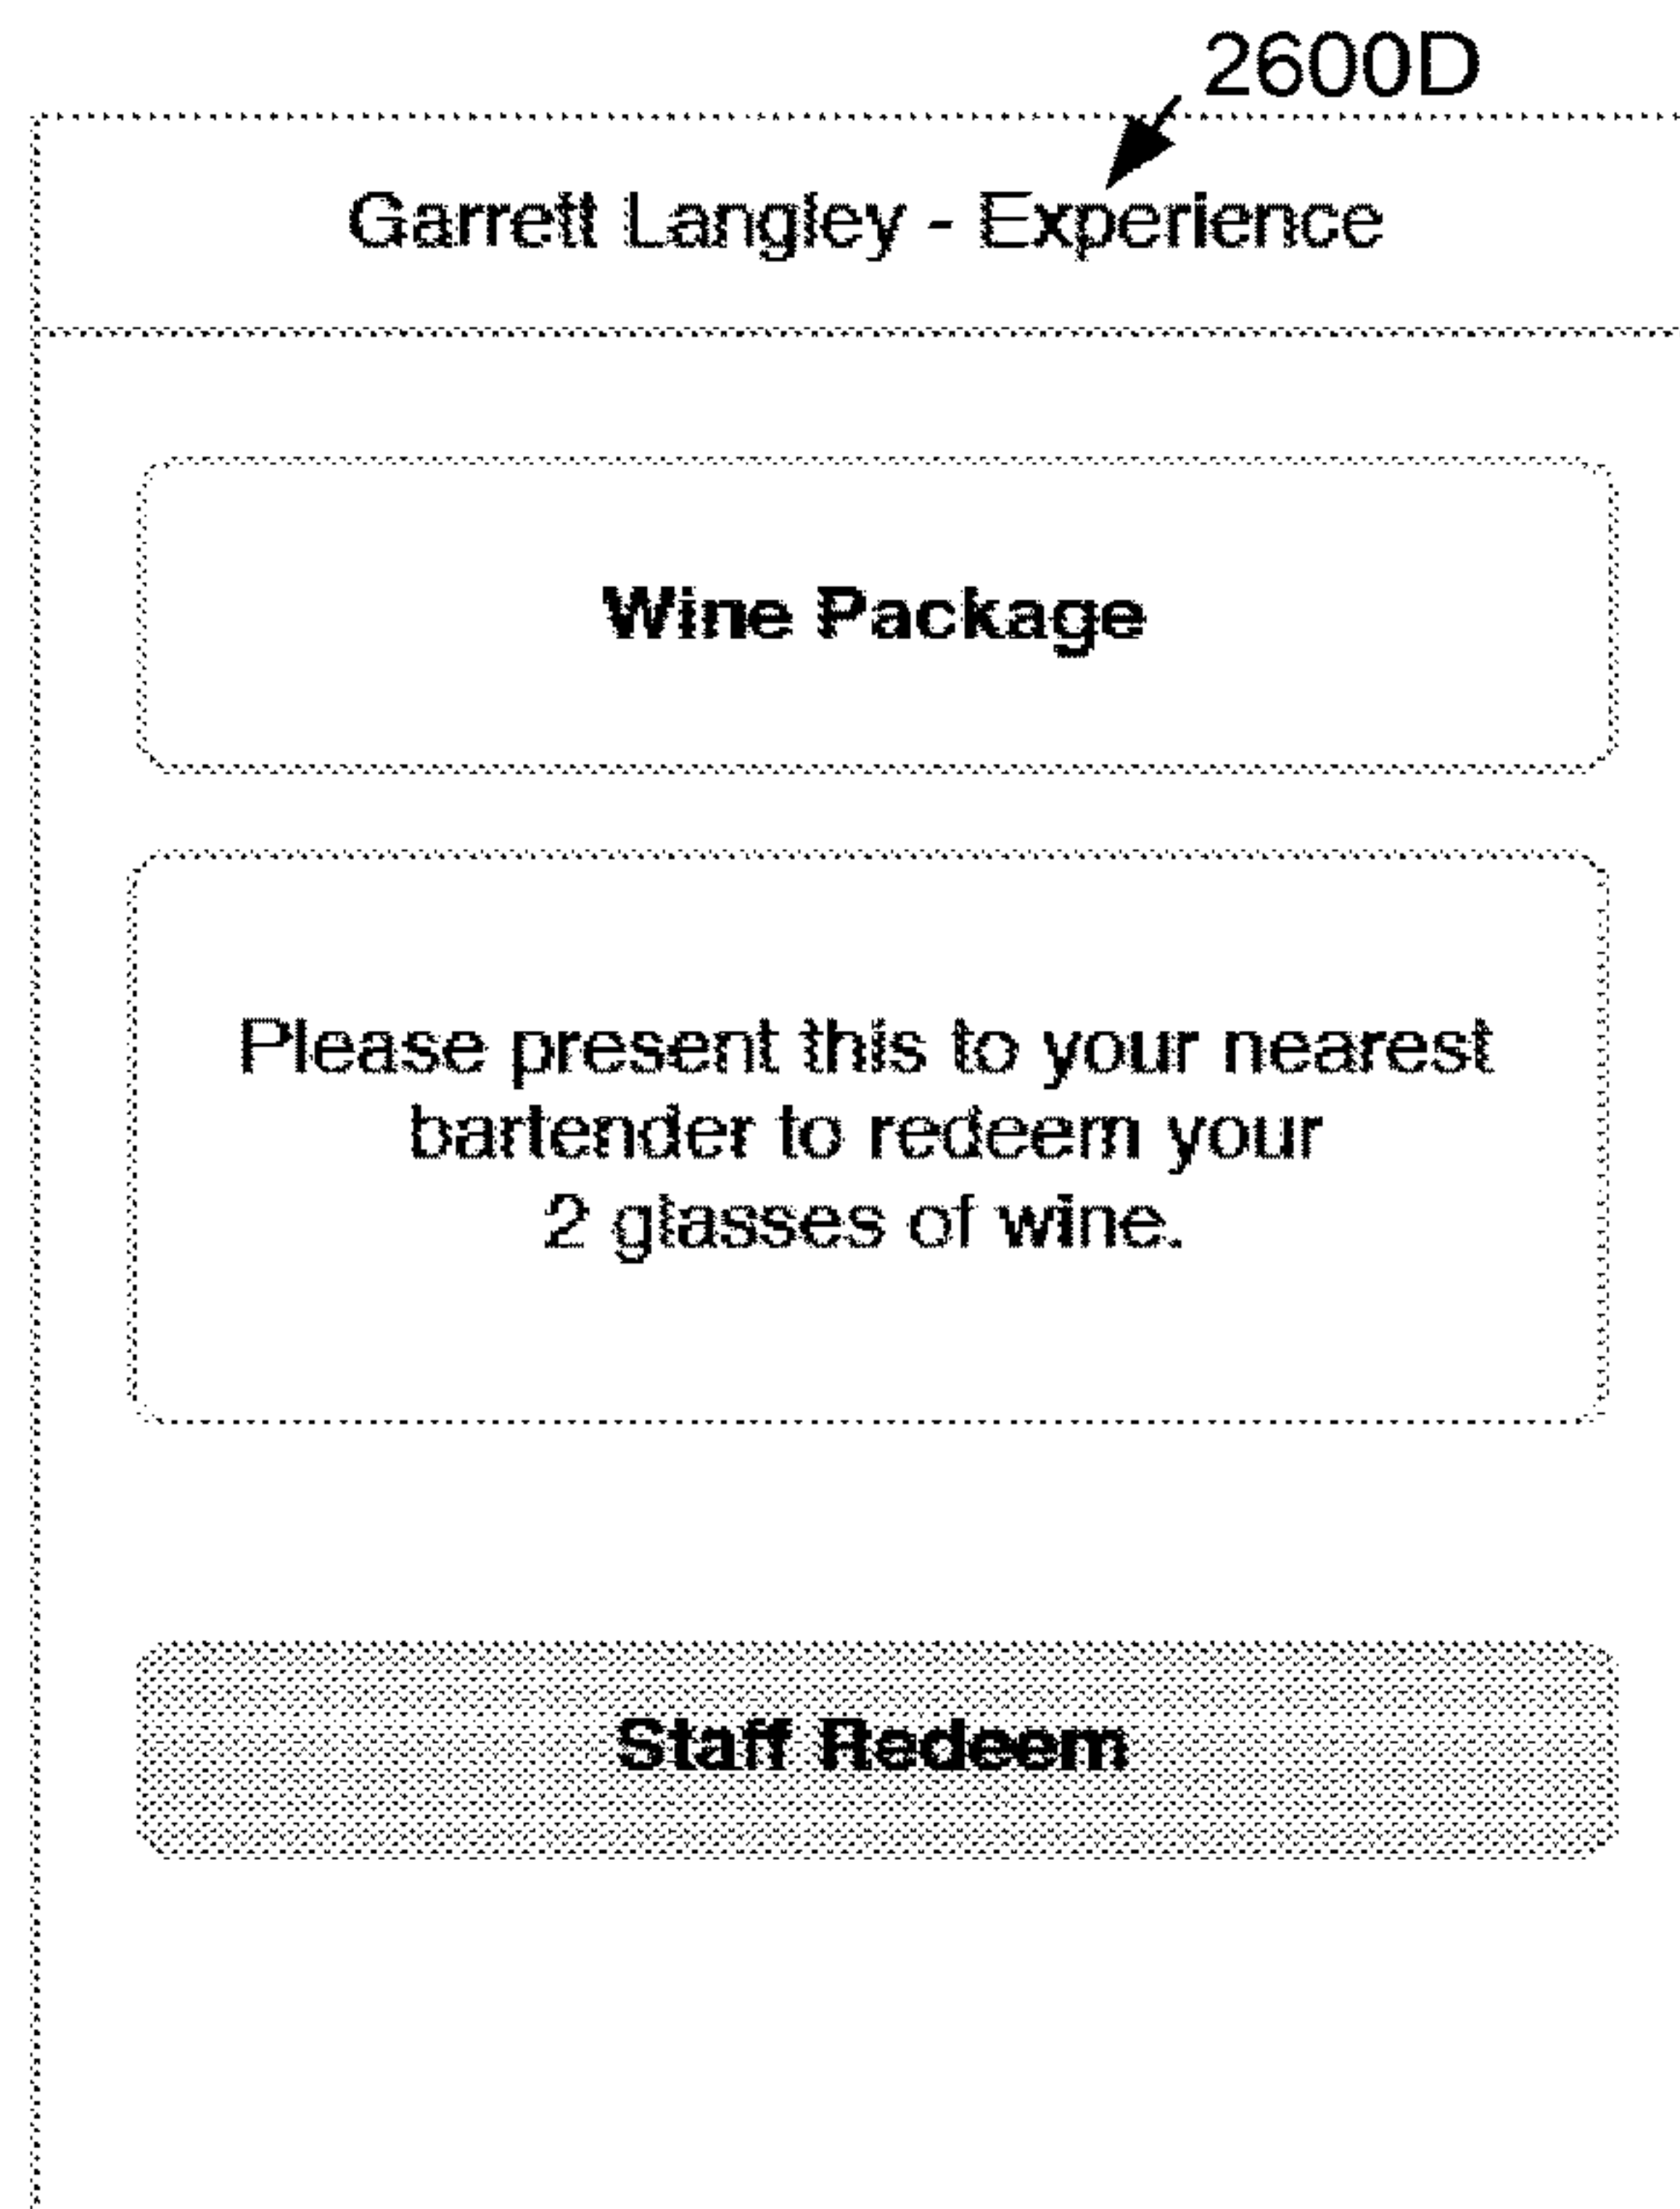 2600D
Garrett Langley - Experience
Wine Package
Please present this to your nearest
bartender to redeem your
2 glasses of wine.
Staff Redeem